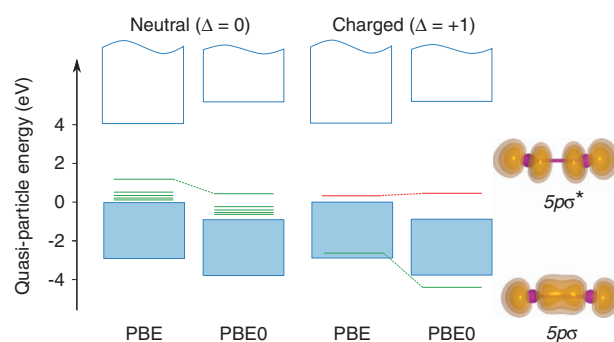 Neutral (Δ = 0)
Charged (Δ = +1)
Quasi-particle energy (eV)
4
2
0
-2
-4
5pσ*
5pσ
PBE
PBE0
PBE
PBE0